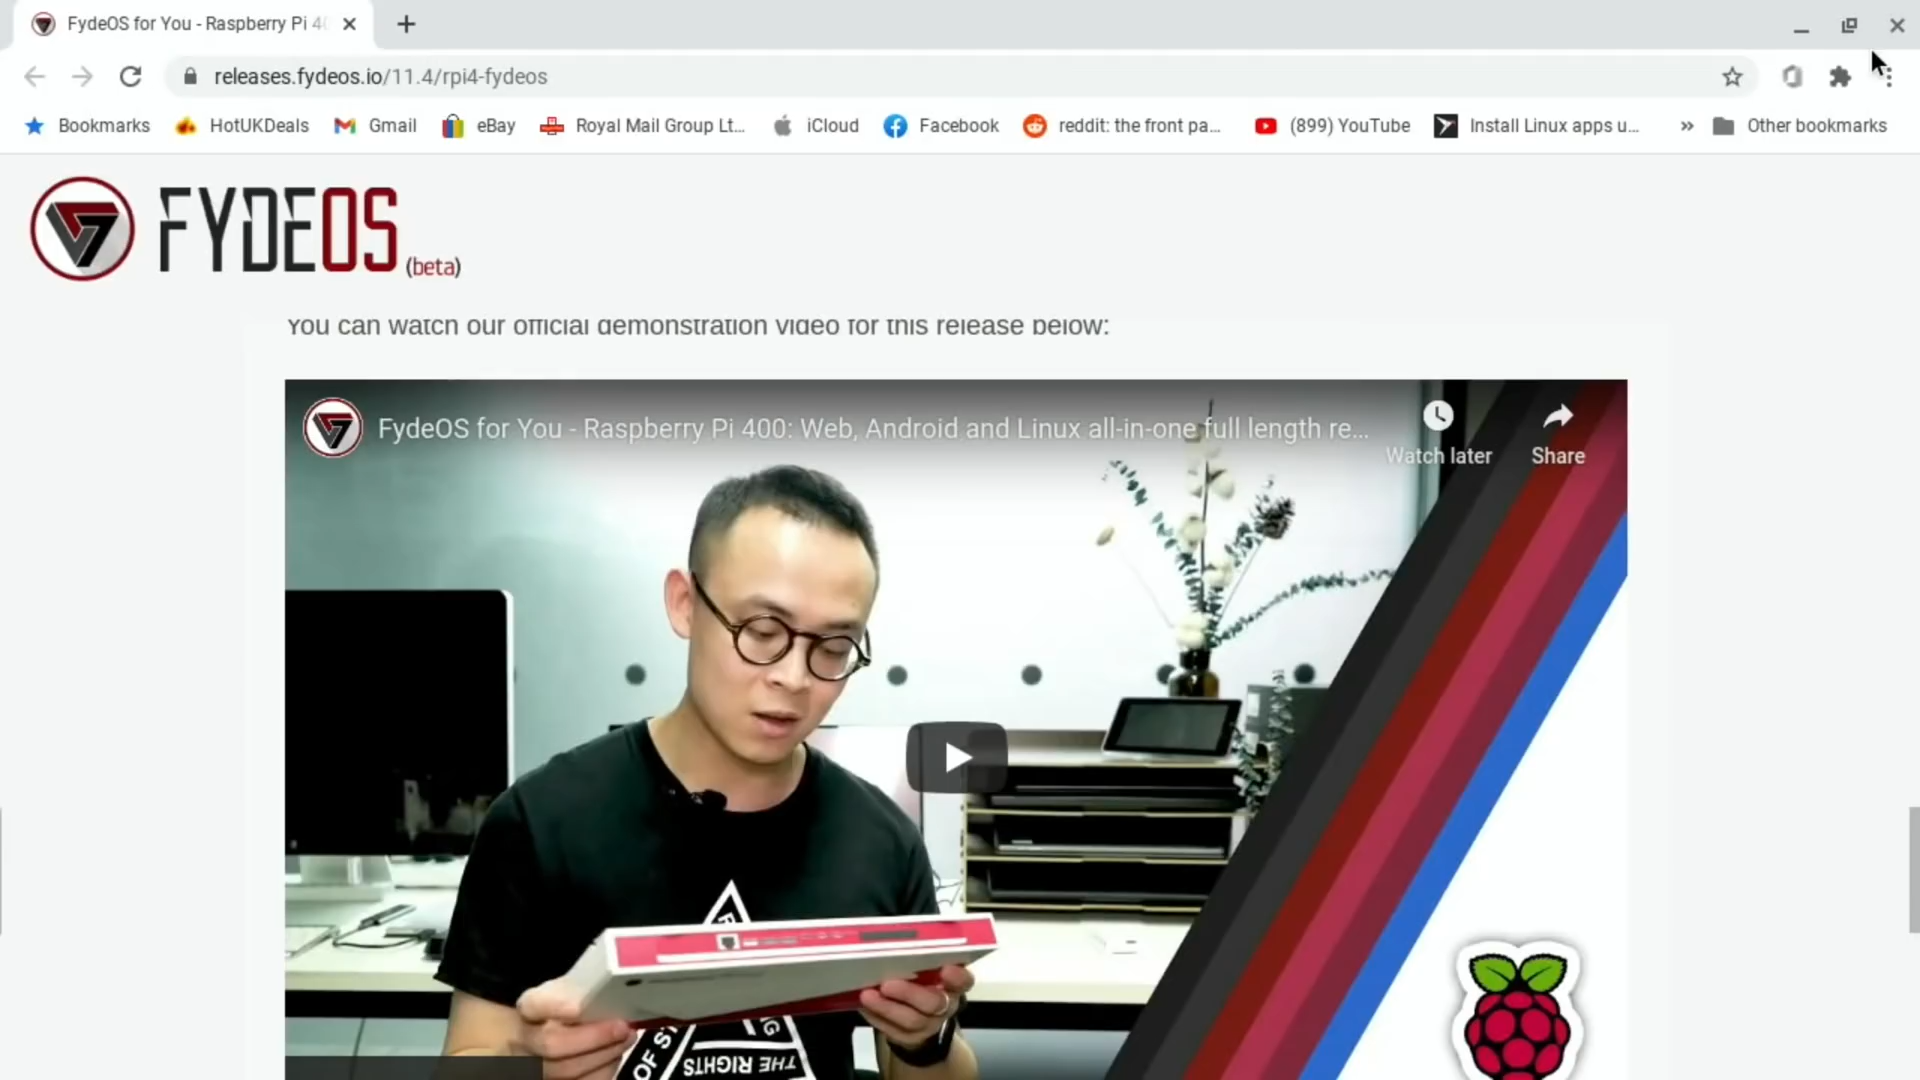 FydeOS for You - Raspberry Pi 40
releases.fydeos.io/11.4/rpi4-fydeos
Bookmarks HotUKDeals Gmail eBay Royal Mail Group Lt... iCloud Facebook reddit: the front pa... (899) YouTube Install Linux apps u... » Other bookmarks
FYDEOS (beta)
You can watch our official demonstration video for this release below:
FydeOS for You - Raspberry Pi 400: Web, Android and Linux all-in-one full length re...
Watch later Share
OF
THE RIGHTS